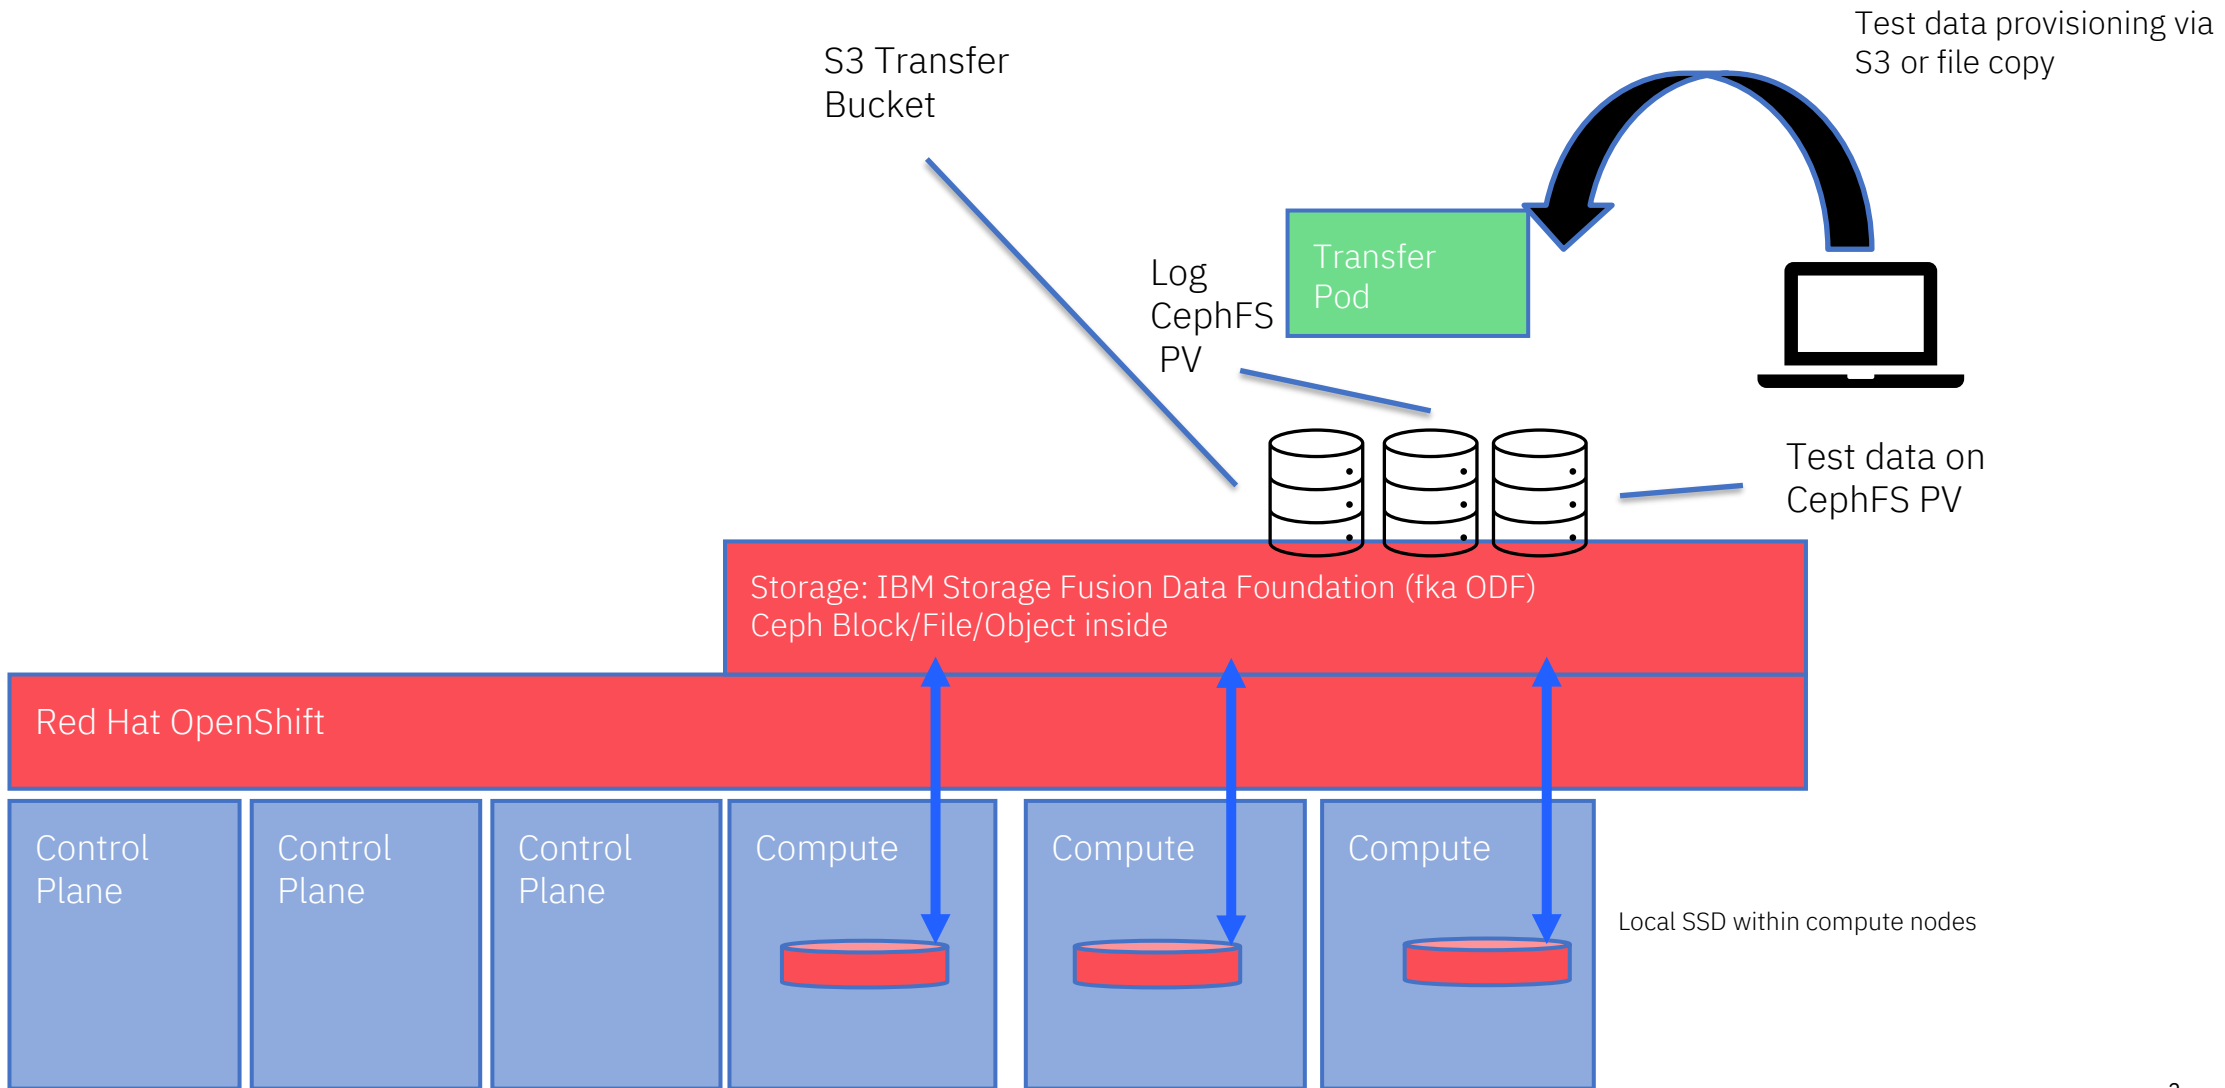 Test data provisioning via
S3 or file copy
S3 Transfer
Bucket
Transfer
Pod
Log
CephFS
PV
Test data on
CephFS PV
Storage: IBM Storage Fusion Data Foundation (fka ODF)
Ceph Block/File/Object inside
Red Hat OpenShift
Control
Plane
Control
Plane
Control
Plane
Compute
Compute
Compute
Local SSD within compute nodes